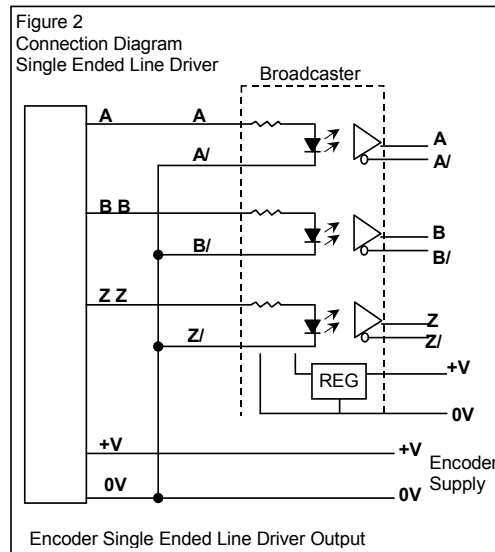 Figure 2
Connection Diagram
Single Ended Line Driver
Broadcaster
A A A
A/ A/
B B B
B/ B/
Z Z Z
Z/ Z/
REG +V
0V
+V +V
Encoder
Supply
0V 0V
Encoder Single Ended Line Driver Output